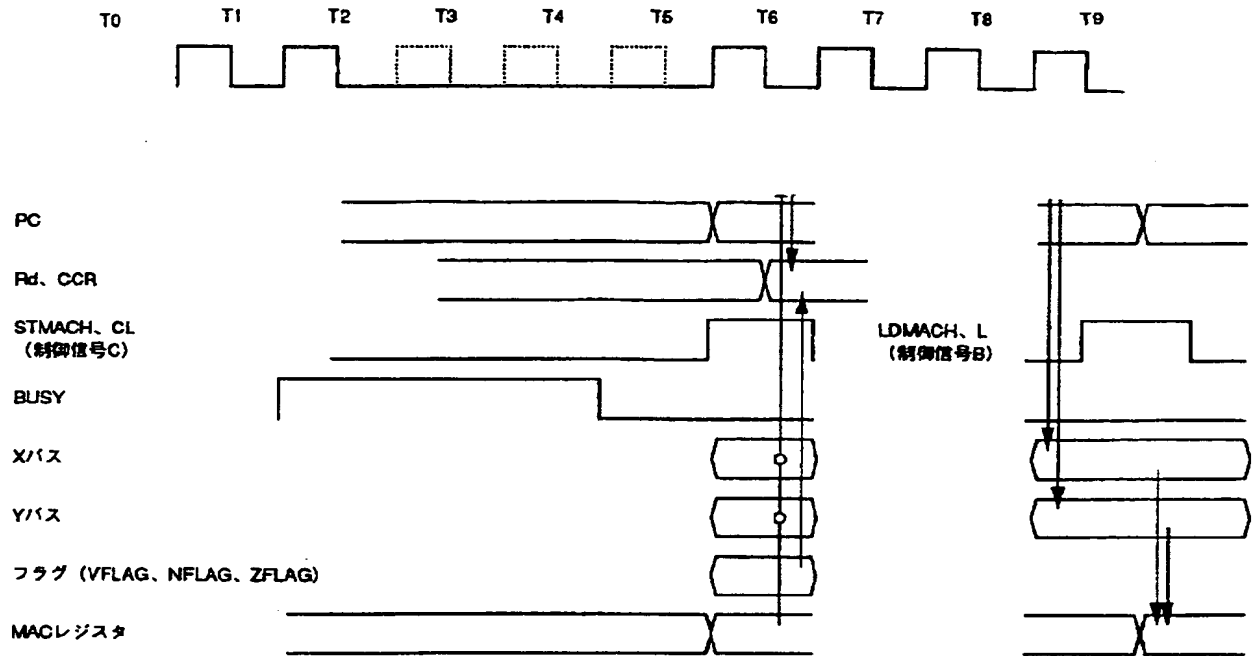 T0 T1 T2 T3 T4 T5 T6 T7 T8 T9
PC
Rd、CCR
STMACH、CL
（制御信号C）
LDMACH、L
（制御信号B）
BUSY
Xバス
Yバス
フラグ（VFLAG、NFLAG、ZFLAG）
MACレジスタ